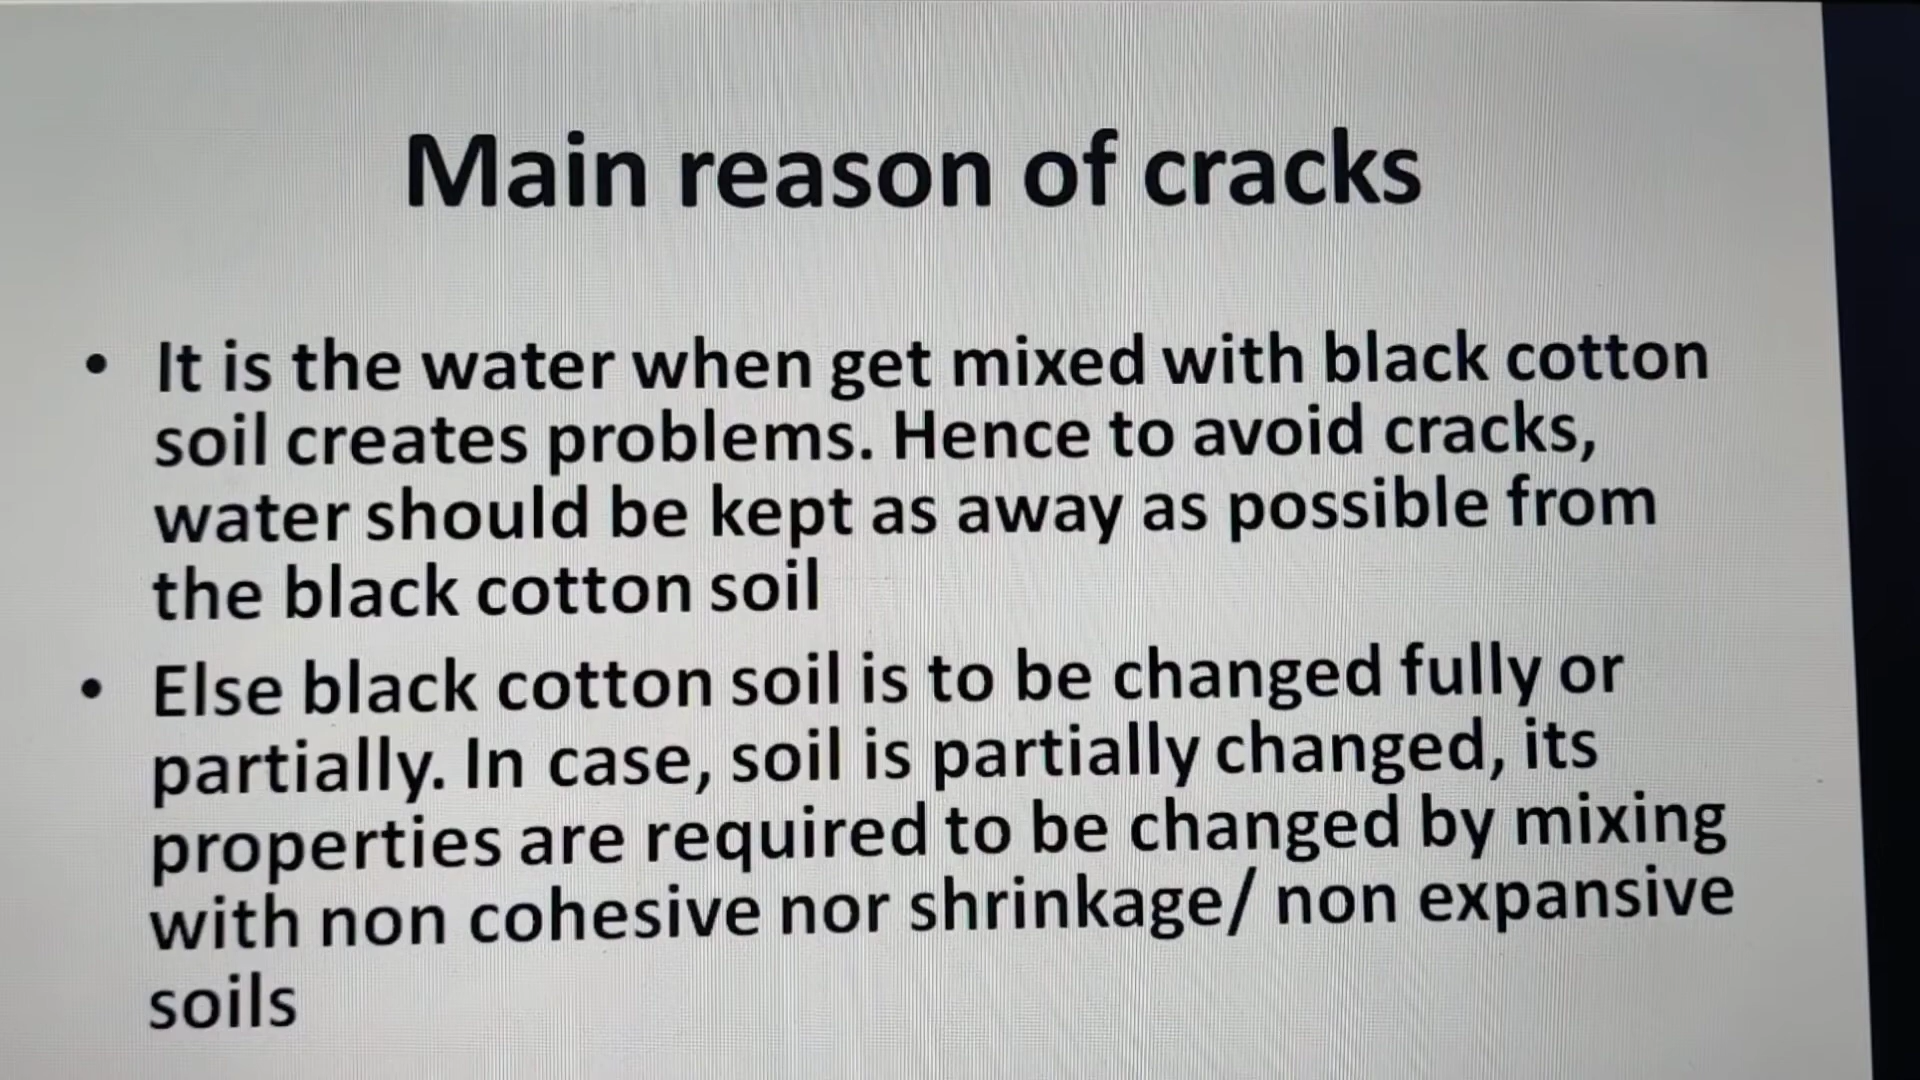 Main reason of cracks
• It is the water when get mixed with black cotton
soil creates problems. Hence to avoid cracks,
water should be kept as away as possible from
the black cotton soil
• Else black cotton soil is to be changed fully or
partially. In case, soil is partially changed, its
properties are required to be changed by mixing
with non cohesive nor shrinkage/ non expansive
soils